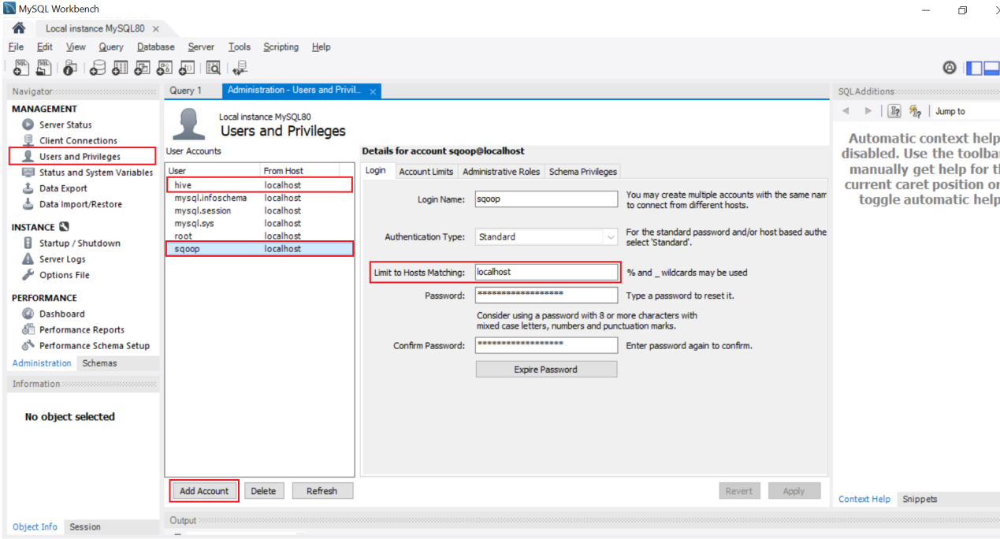 MySQL Workbench
Local instance MySQL80 ×
File Edit View Query Database Server Tools Scripting Help
Navigator
MANAGEMENT
Server Status
Client Connections
Users and Privileges
Status and System Variables
Data Export
Data Import/Restore
INSTANCE
Startup / Shutdown
Server Logs
Options File
PERFORMANCE
Dashboard
Performance Reports
Performance Schema Setup
Administration Schemas
Information
No object selected
Object Info Session
Query 1 Administration - Users and Privil... ×
Local instance MySQL80
Users and Privileges
User Accounts
User From Host
hive localhost
mysql.infoschema localhost
mysql.session localhost
mysql.sys localhost
root localhost
sqoop localhost
Add Account Delete Refresh
Details for account sqoop@localhost
Login Account Limits Administrative Roles Schema Privileges
Login Name: sqoop You may create multiple accounts with the same nam
to connect from different hosts.
Authentication Type: Standard For the standard password and/or host based authe
select 'Standard'.
Limit to Hosts Matching: localhost % and _ wildcards may be used
Password: ****************** Type a password to reset it.
Consider using a password with 8 or more characters with
mixed case letters, numbers and punctuation marks.
Confirm Password: ****************** Enter password again to confirm.
Expire Password
Revert Apply
Output
SQLAdditions
Jump to
Automatic context help
disabled. Use the toolba
manually get help for t
current caret position o
toggle automatic help
Context Help Snippets